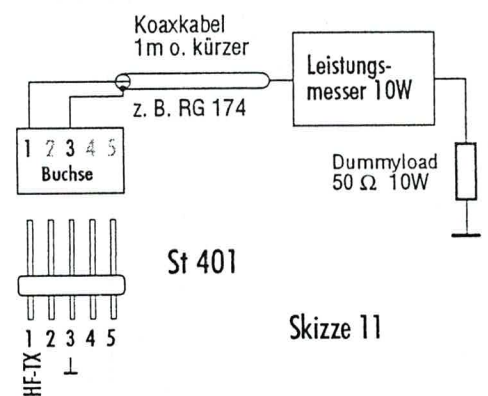 Koaxkabel
1m o. kürzer
z. B. RG 174
Leistungs-
messer 10W
1 2 3 4 5
Buchse
Dummyload
50 Ω 10W
St 401
1 2 3 4 5
HF-TX ⊥
Skizze 11